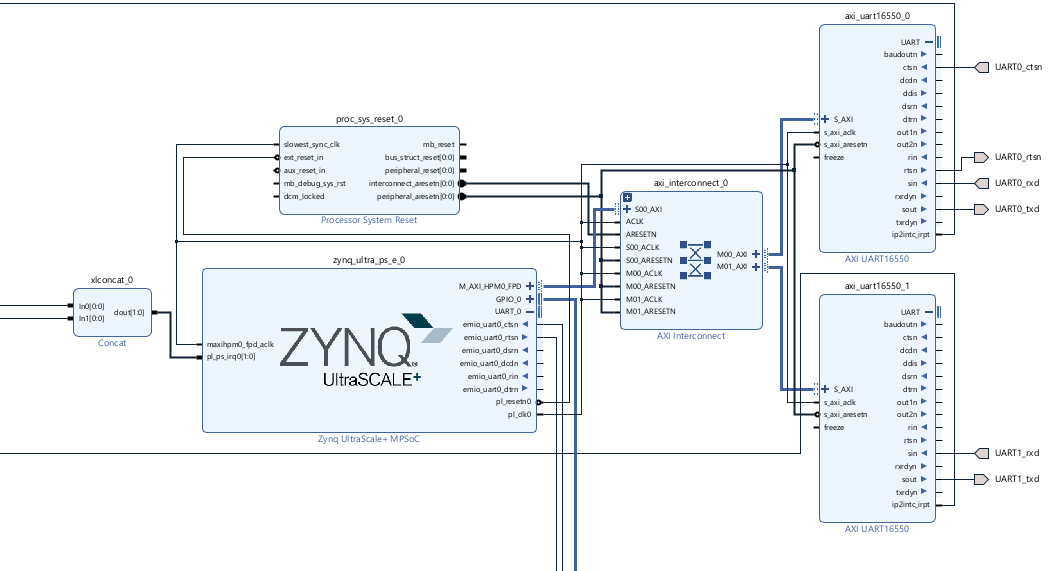 axi_uart16550_0
UART
baudoutn
ctsn
dcdn
ddis
dsrn
S_AXI
dtrn
s_axi_aclk
out1n
s_axi_aresetn
out2n
freeze
rin
rtsn
sin
rxrdyn
sout
txrdyn
ip2intc_irpt
AXI UART16550
UART0_ctsn
UART0_rtsn
UART0_rxd
UART0_txd
proc_sys_reset_0
slowest_sync_clk
mb_reset
ext_reset_in
bus_struct_reset[0:0]
aux_reset_in
peripheral_reset[0:0]
mb_debug_sys_rst
interconnect_aresetn[0:0]
dcm_locked
peripheral_aresetn[0:0]
Processor System Reset
axi_interconnect_0
S00_AXI
ACLK
ARESETN
S00_ACLK
S00_ARESETN
M00_ACLK
M00_ARESETN
M01_ACLK
M01_ARESETN
M00_AXI
M01_AXI
AXI Interconnect
xlconcat_0
In0[0:0]
In1[0:0]
dout[1:0]
Concat
zynq_ultra_ps_e_0
maxihpm0_fpd_aclk
pl_ps_irq0[1:0]
ZYNQ
UltraSCALE+
M_AXI_HPM0_FPD
GPIO_0
UART_0
emio_uart0_ctsn
emio_uart0_rtsn
emio_uart0_dsrn
emio_uart0_dcdn
emio_uart0_rin
emio_uart0_dtrn
pl_resetn0
pl_clk0
Zynq UltraScale+ MPSoC
axi_uart16550_1
UART
baudoutn
ctsn
dcdn
ddis
dsrn
S_AXI
dtrn
s_axi_aclk
out1n
s_axi_aresetn
out2n
freeze
rin
rtsn
sin
rxrdyn
sout
txrdyn
ip2intc_irpt
AXI UART16550
UART1_rxd
UART1_txd